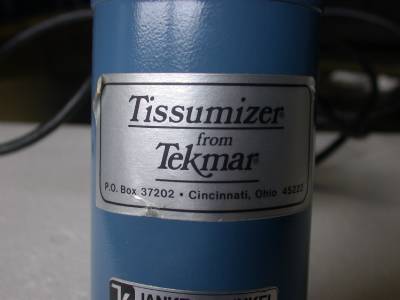 Tissumizer®
from
Tekmar®
P.O. Box 37202 • Cincinnati, Ohio 45222